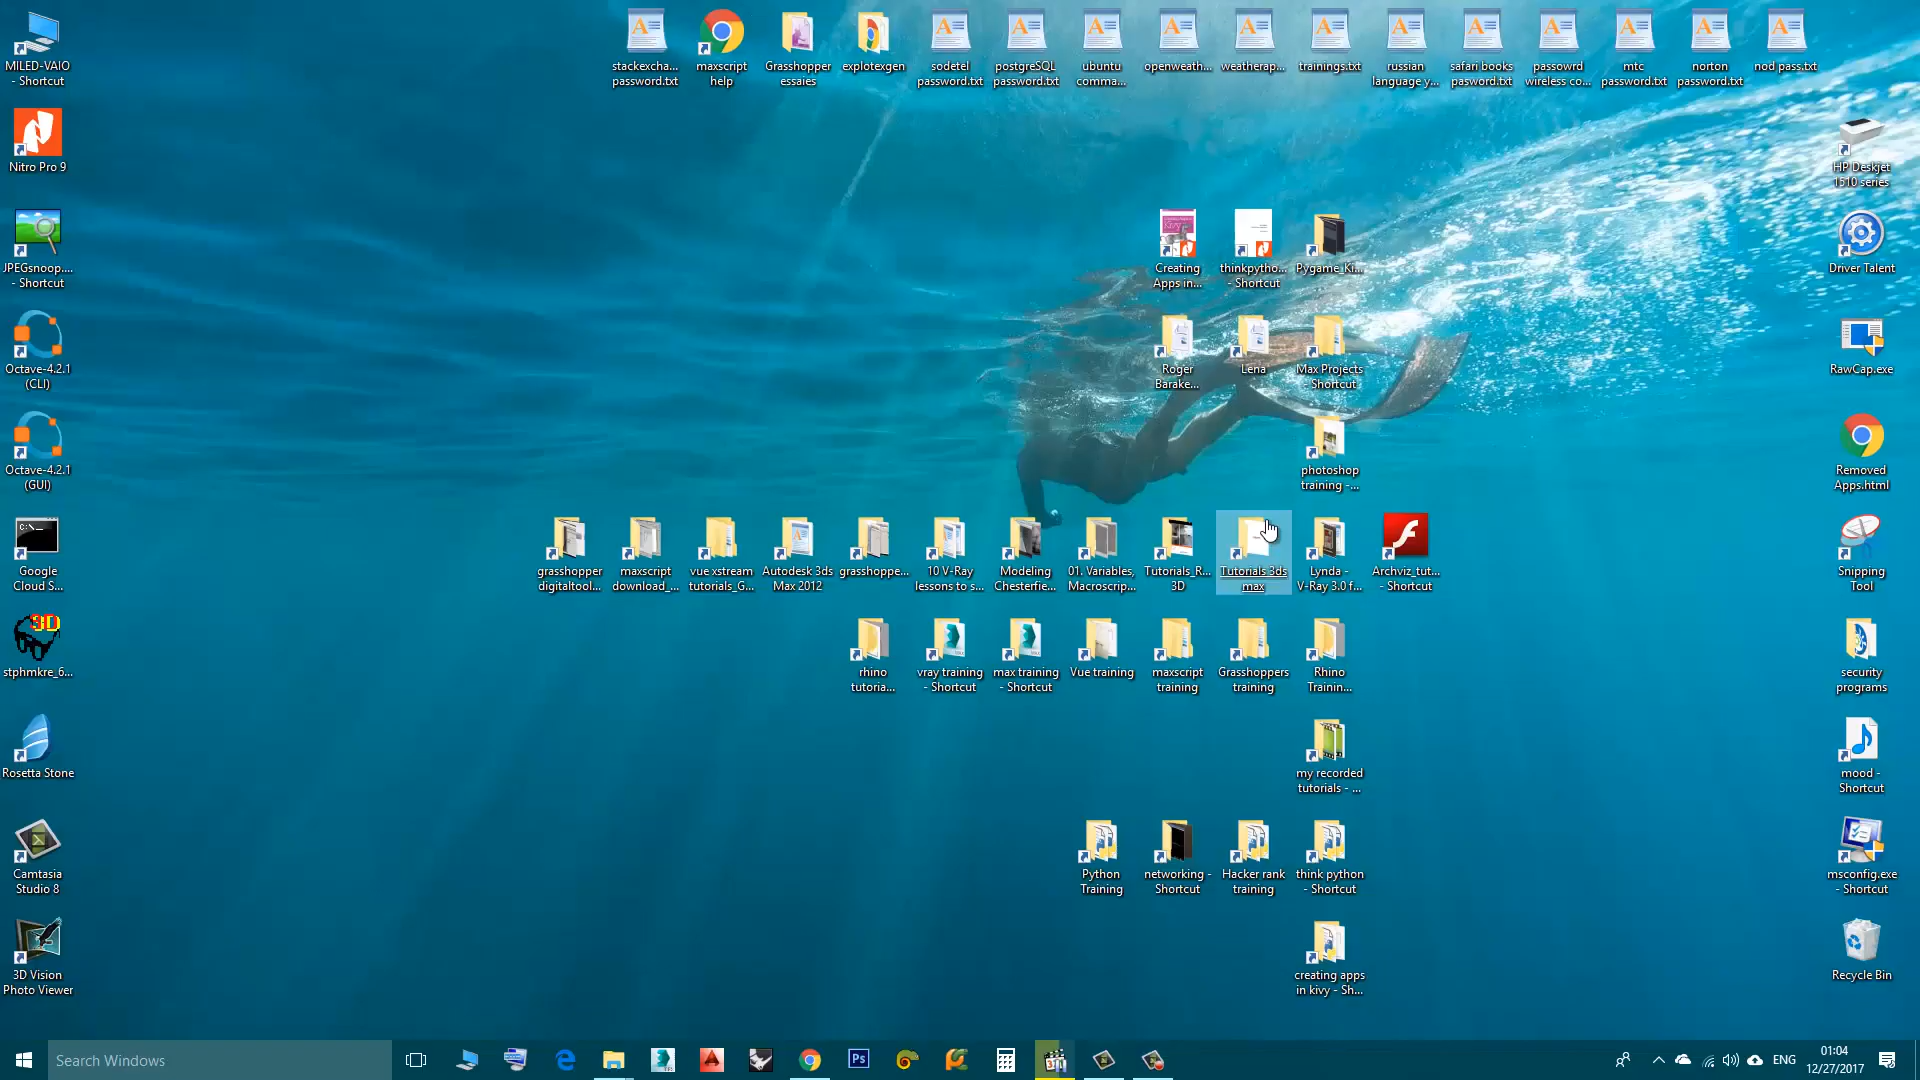 MILED-VAIO
- Shortcut
stackexcha...
password.txt
maxscript
help
Grasshopper
essaies
explotexgen
sodetel
password.txt
postgreSQL
password.txt
ubuntu
comma...
openweath...
weatherap...
trainings.txt
russian
language y...
safari books
pasword.txt
passowrd
wireless co...
mtc
password.txt
norton
password.txt
nod pass.txt
Nitro Pro 9
HP Deskjet
1510 series
JPEGsnoop....
- Shortcut
Creating
Apps in...
thinkpytho...
- Shortcut
Pygame_Ki...
Driver Talent
Octave-4.2.1
(CLI)
Roger
Barake...
Lena
Max Projects
- Shortcut
RawCap.exe
Octave-4.2.1
(GUI)
photoshop
training -...
Removed
Apps.html
Google
Cloud S...
grasshopper
digitaltool...
maxscript
download_...
vue xstream
tutorials_G...
Autodesk 3ds
Max 2012
grasshoppe...
10 V-Ray
lessons to s...
Modeling
Chesterfie...
01. Variables,
Macroscrip...
Tutorials_R...
3D
Tutorials 3ds
max
Lynda -
V-Ray 3.0 f...
Archviz_tut...
- Shortcut
Snipping
Tool
stphmkre_6...
rhino
tutoria...
vray training
- Shortcut
max training
- Shortcut
Vue training
maxscript
training
Grasshoppers
training
Rhino
Trainin...
security
programs
Rosetta Stone
my recorded
tutorials - ...
mood -
Shortcut
Camtasia
Studio 8
Python
Training
networking -
Shortcut
Hacker rank
training
think python
- Shortcut
msconfig.exe
- Shortcut
3D Vision
Photo Viewer
creating apps
in kivy - Sh...
Recycle Bin
Search Windows
Ps
ENG
01:04
12/27/2017